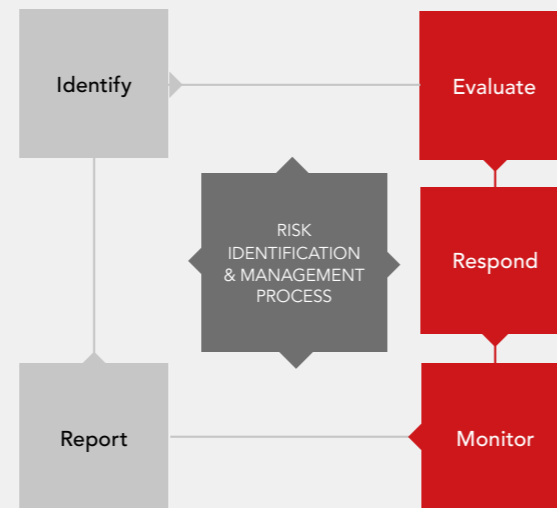 Identify
Evaluate
RISK
IDENTIFICATION
& MANAGEMENT
PROCESS
Respond
Report
Monitor